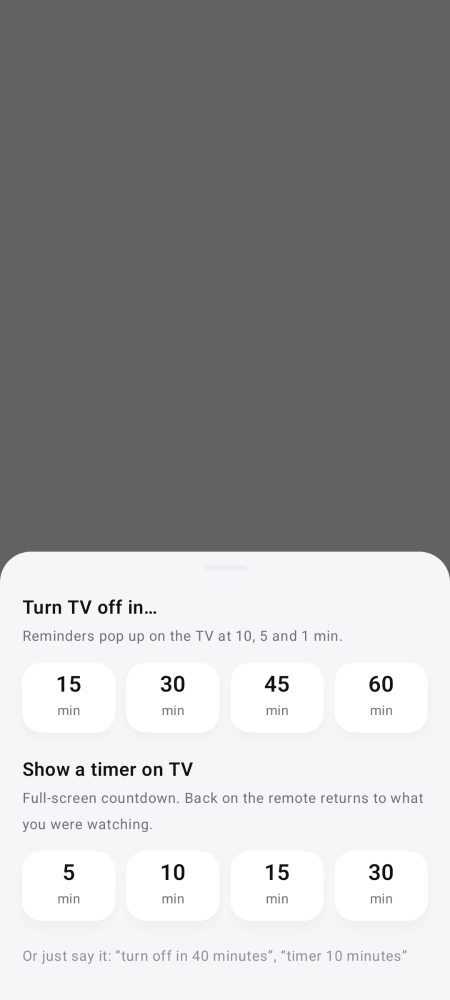 Turn TV off in…
Reminders pop up on the TV at 10, 5 and 1 min.
15 30 45 60
min min min min
Show a timer on TV
Full-screen countdown. Back on the remote returns to what
you were watching.
5 10 15 30
min min min min
Or just say it: “turn off in 40 minutes”, “timer 10 minutes”